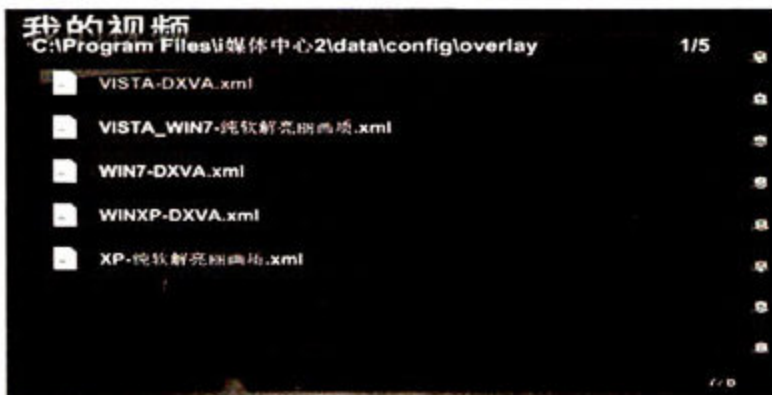 我的视频
C:\Program Files\i媒体中心2\data\config\overlay 1/5
VISTA-DXVA.xml
VISTA_WIN7-纯软解亮丽画质.xml
WIN7-DXVA.xml
WINXP-DXVA.xml
XP-纯软解亮丽画质.xml